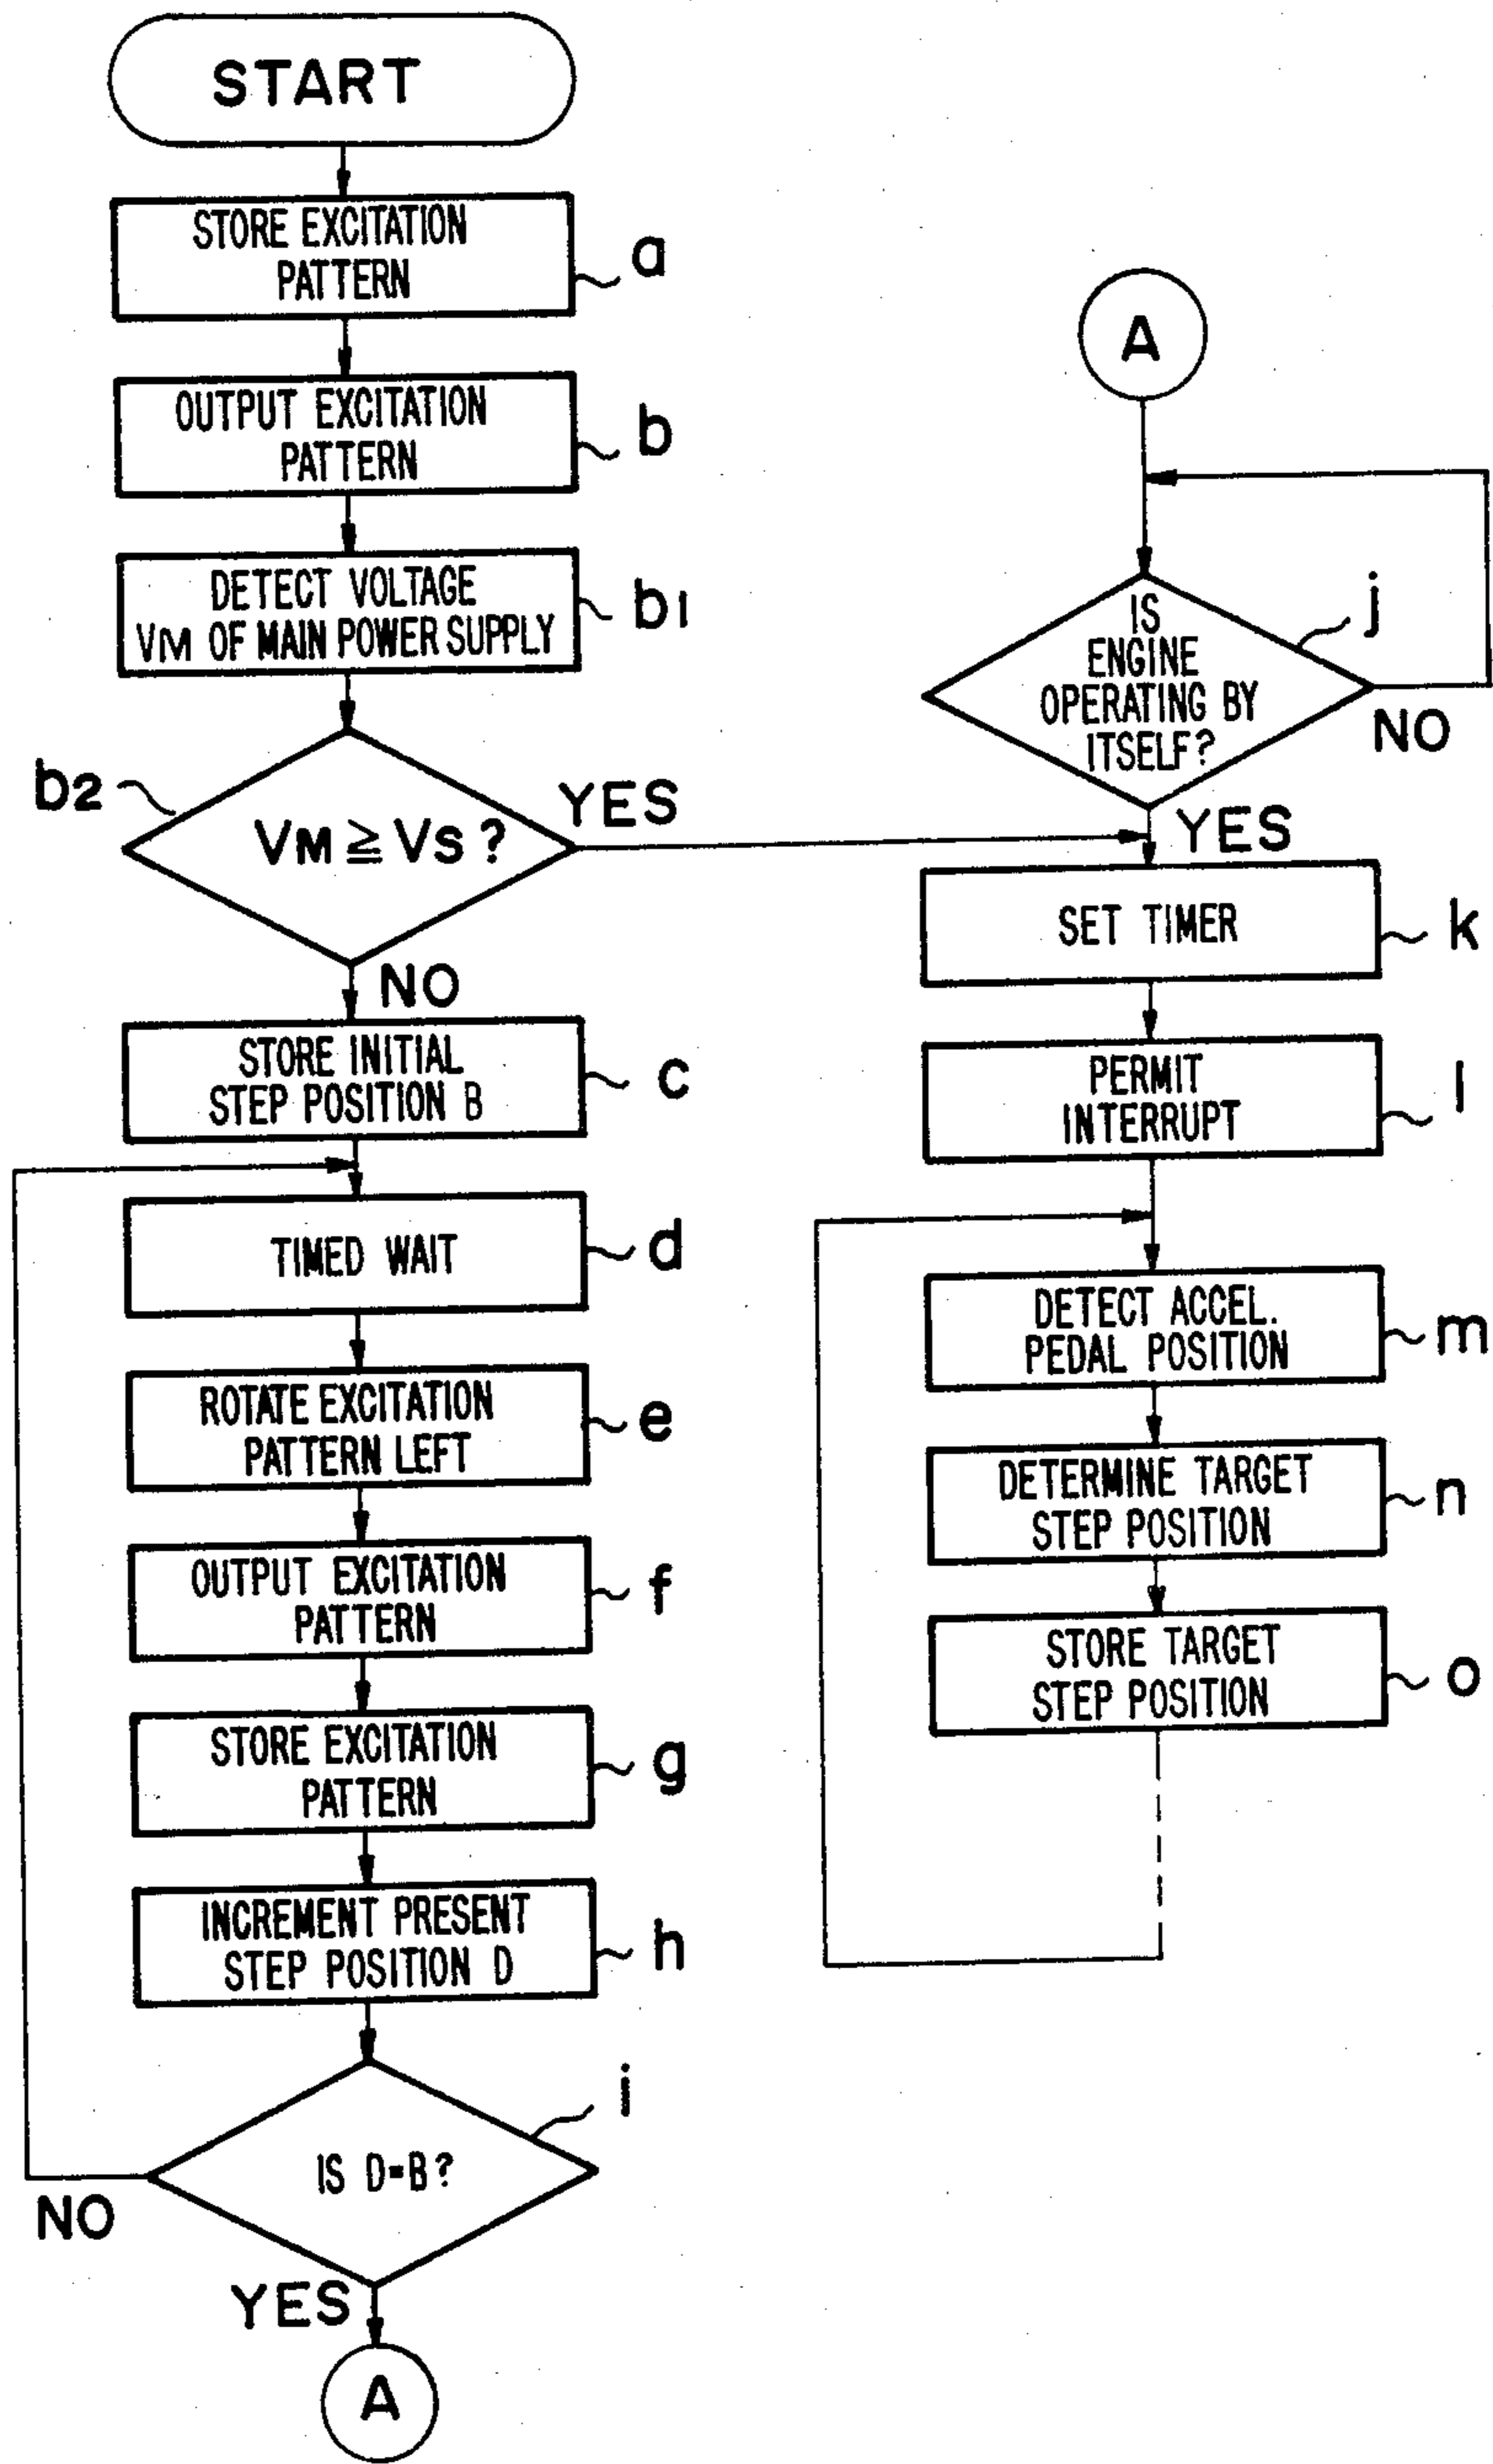 START
STORE EXCITATION
PATTERN
a
OUTPUT EXCITATION
PATTERN
b
DETECT VOLTAGE
VM OF MAIN POWER SUPPLY
b1
b2
VM ≧ VS ?
YES
NO
STORE INITIAL
STEP POSITION B
c
TIMED WAIT
d
ROTATE EXCITATION
PATTERN LEFT
e
OUTPUT EXCITATION
PATTERN
f
STORE EXCITATION
PATTERN
g
INCREMENT PRESENT
STEP POSITION D
h
i
IS D=B?
NO
YES
A
A
j
IS
ENGINE
OPERATING BY
ITSELF?
NO
YES
SET TIMER
k
PERMIT
INTERRUPT
l
DETECT ACCEL.
PEDAL POSITION
m
DETERMINE TARGET
STEP POSITION
n
STORE TARGET
STEP POSITION
o